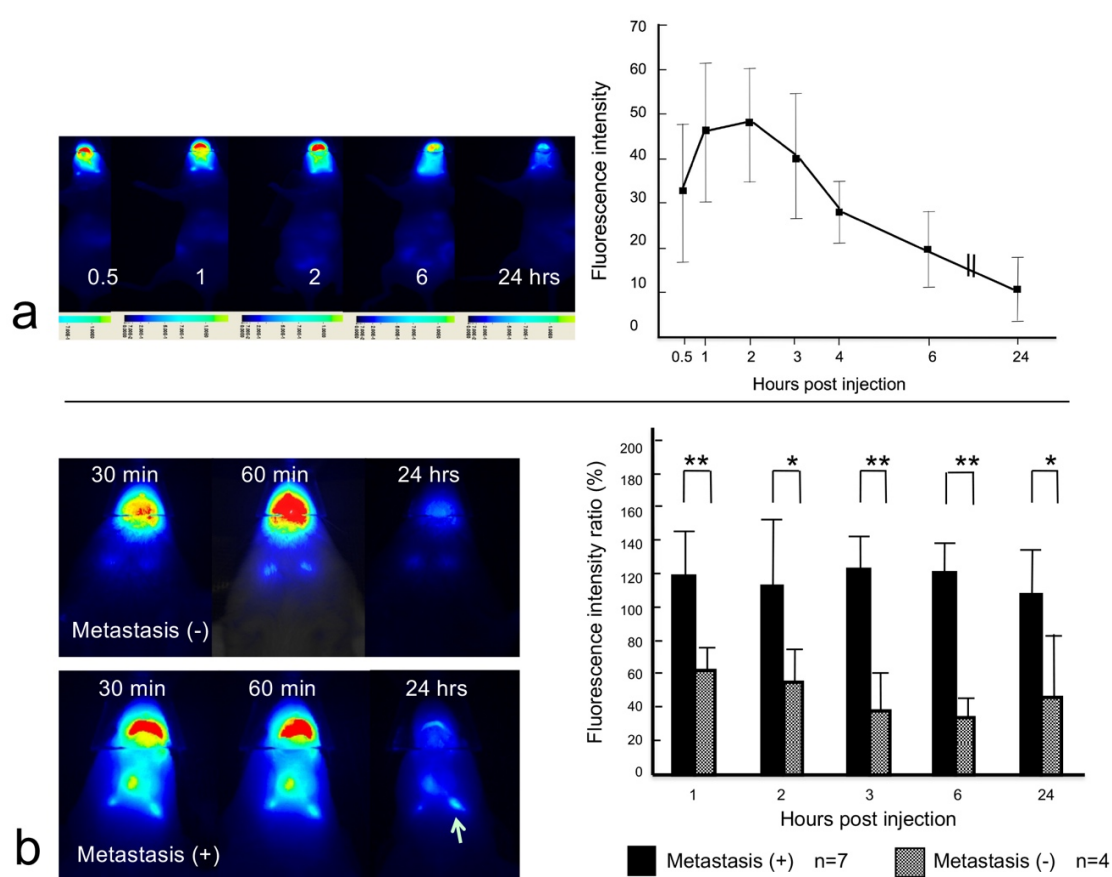 0.5
1
2
6
24 hrs
a
70
60
50
40
30
20
10
0
Fluorescence intensity
0.5 1 2 3 4 6 24
Hours post injection
30 min 60 min 24 hrs
Metastasis (-)
30 min 60 min 24 hrs
Metastasis (+)
b
200
180
160
140
120
100
80
60
40
20
0
Fluorescence intensity ratio (%)
** * ** ** *
1 2 3 6 24
Hours post injection
Metastasis (+) n=7
Metastasis (-) n=4